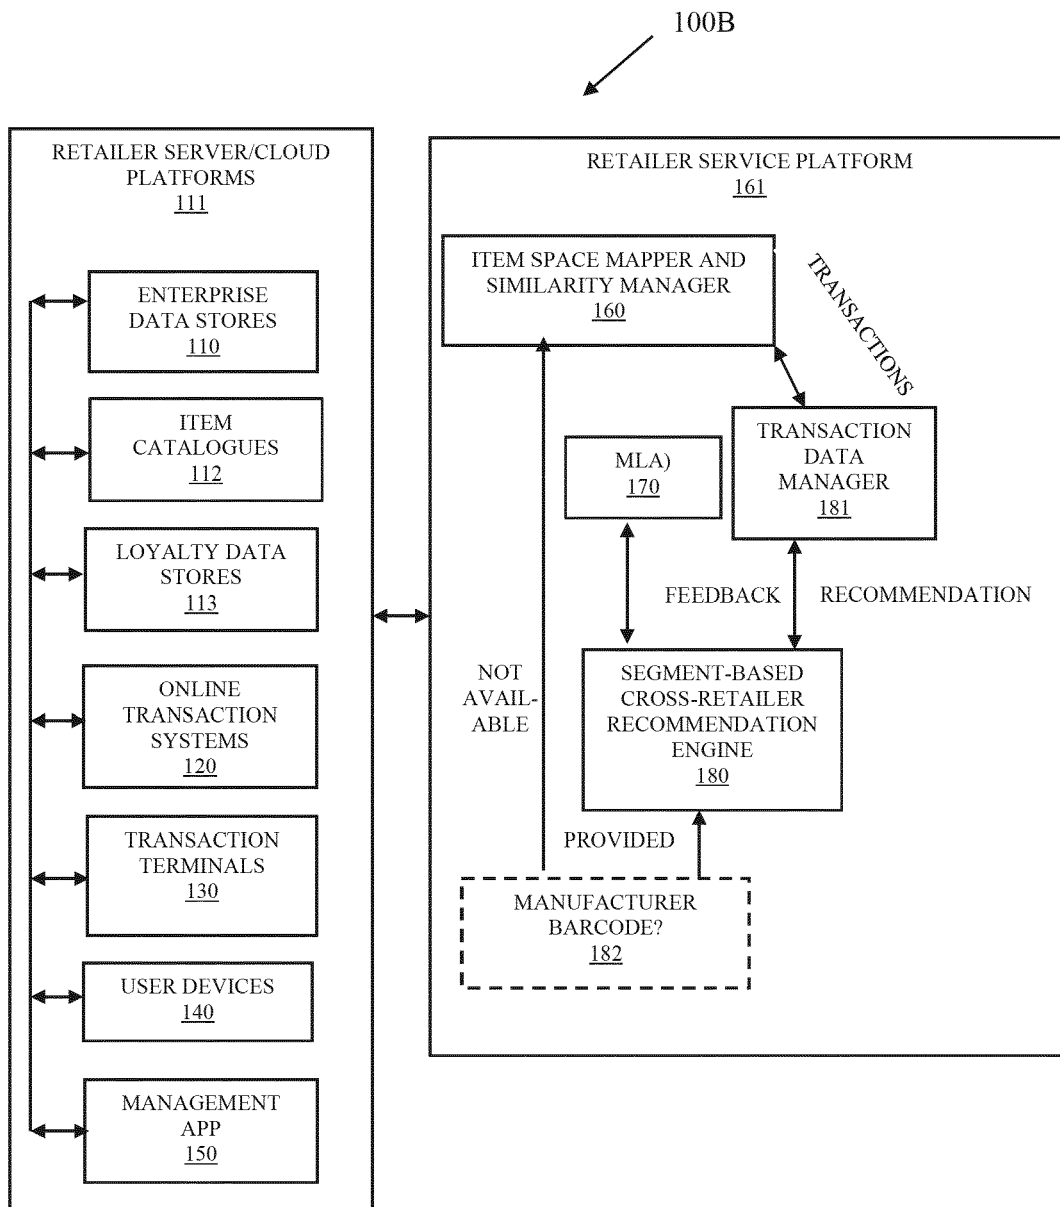 100B
RETAILER SERVER/CLOUD
PLATFORMS
111
ENTERPRISE
DATA STORES
110
ITEM
CATALOGUES
112
LOYALTY DATA
STORES
113
ONLINE
TRANSACTION
SYSTEMS
120
TRANSACTION
TERMINALS
130
USER DEVICES
140
MANAGEMENT
APP
150
RETAILER SERVICE PLATFORM
161
ITEM SPACE MAPPER AND
SIMILARITY MANAGER
160
TRANSACTIONS
TRANSACTION
DATA
MANAGER
181
MLA)
170
FEEDBACK
RECOMMENDATION
NOT
AVAIL-
ABLE
SEGMENT-BASED
CROSS-RETAILER
RECOMMENDATION
ENGINE
180
PROVIDED
MANUFACTURER
BARCODE?
182